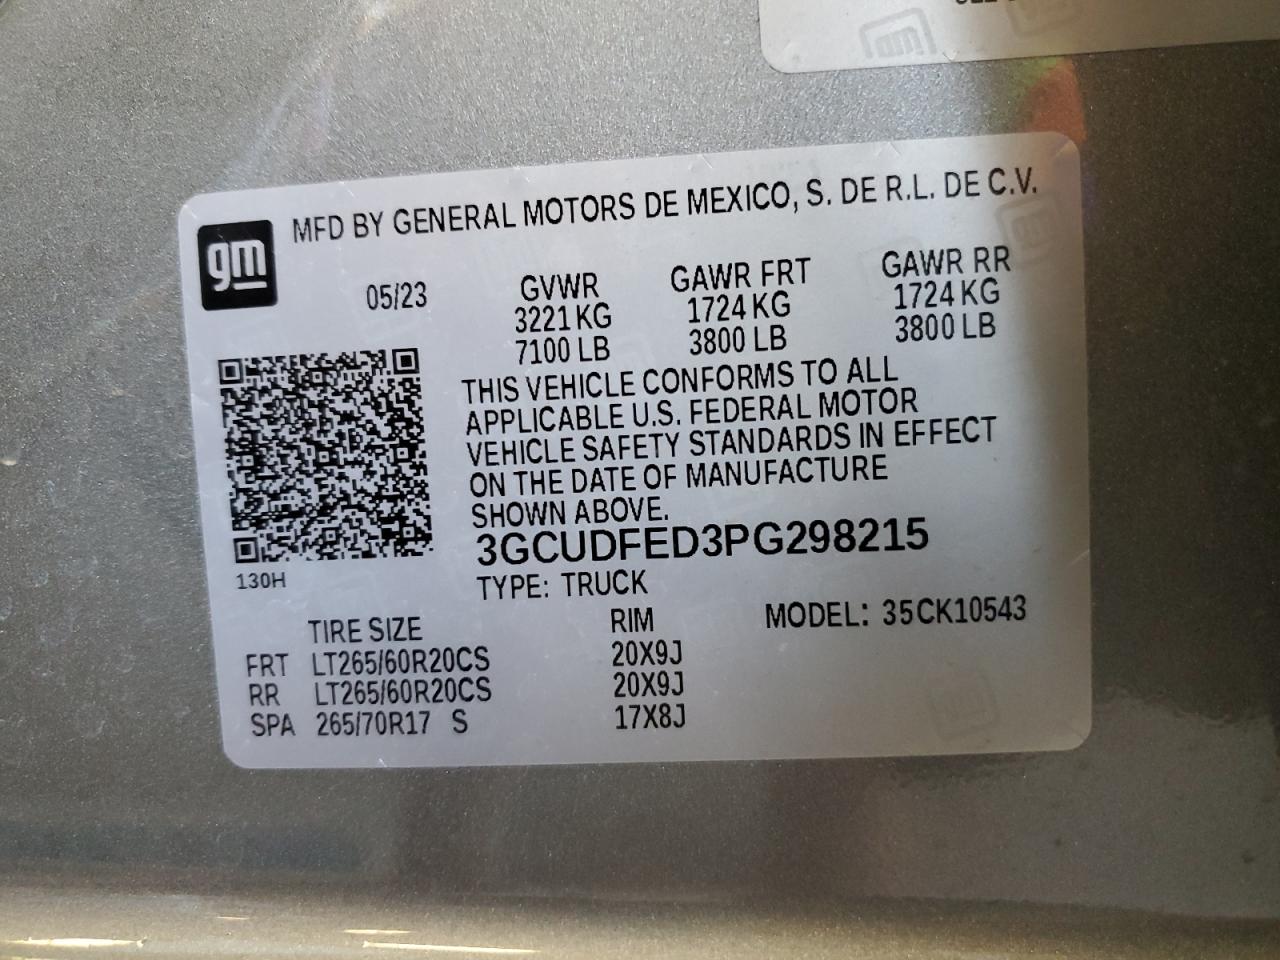 gm
MFD BY GENERAL MOTORS DE MEXICO, S. DE R.L. DE C.V.
05/23 GVWR GAWR FRT GAWR RR
3221 KG 1724 KG 1724 KG
7100 LB 3800 LB 3800 LB
THIS VEHICLE CONFORMS TO ALL
APPLICABLE U.S. FEDERAL MOTOR
VEHICLE SAFETY STANDARDS IN EFFECT
ON THE DATE OF MANUFACTURE
SHOWN ABOVE.
3GCUDFED3PG298215
130H
TYPE: TRUCK
TIRE SIZE RIM MODEL: 35CK10543
FRT LT265/60R20CS 20X9J
RR LT265/60R20CS 20X9J
SPA 265/70R17 S 17X8J